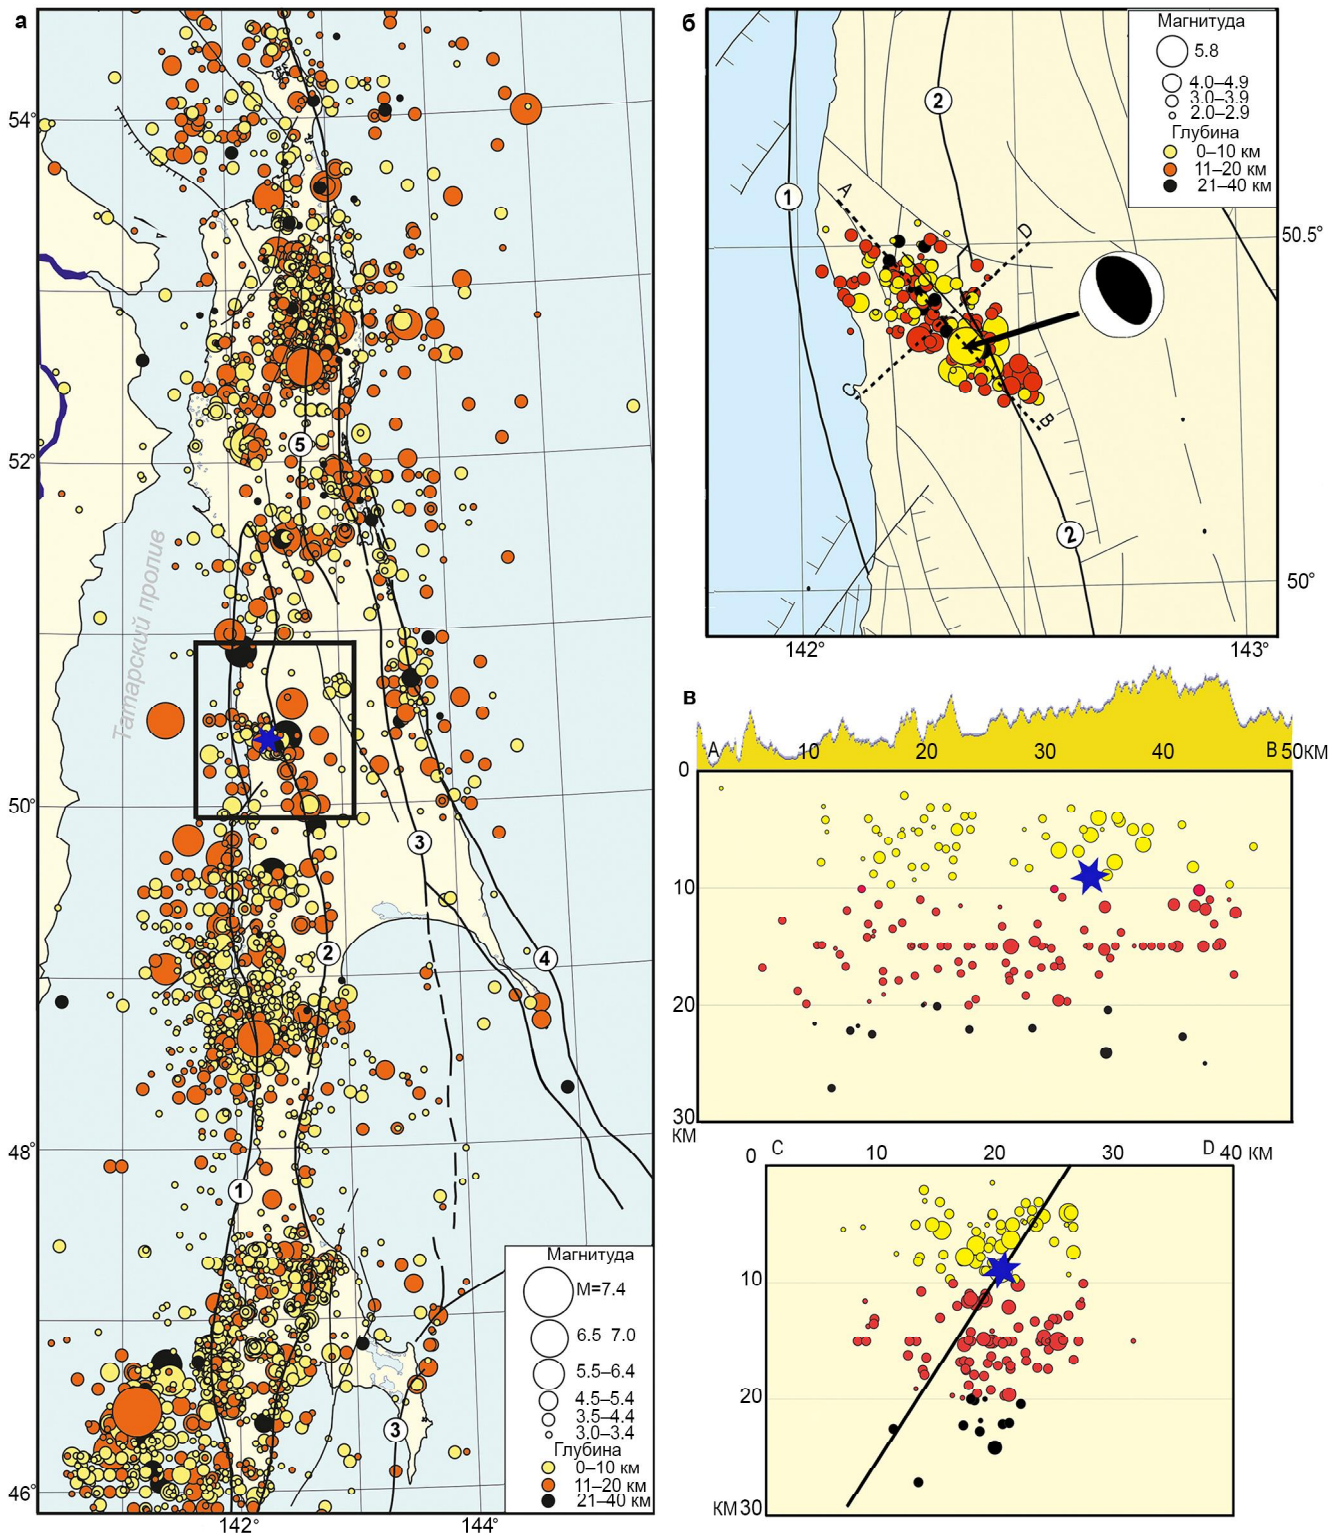 а
54°
52°
50°
48°
46°
142°
144°
Татарский пролив
5
3
2
4
1
3
Магнитуда
М=7.4
6.5 7.0
5.5–6.4
4.5–5.4
3.5–4.4
3.0–3.4
Глубина
0–10 км
11–20 км
21–40 км
б
1
2
2
A
D
C
B
50.5°
50°
142°
143°
Магнитуда
5.8
4.0–4.9
3.0–3.9
2.0–2.9
Глубина
0–10 км
11–20 км
21–40 км
в
A 10 20 30 40 B 50КМ
0
10
20
30
КМ
0 C 10 20 30 D 40 КМ
10
20
КМ 30